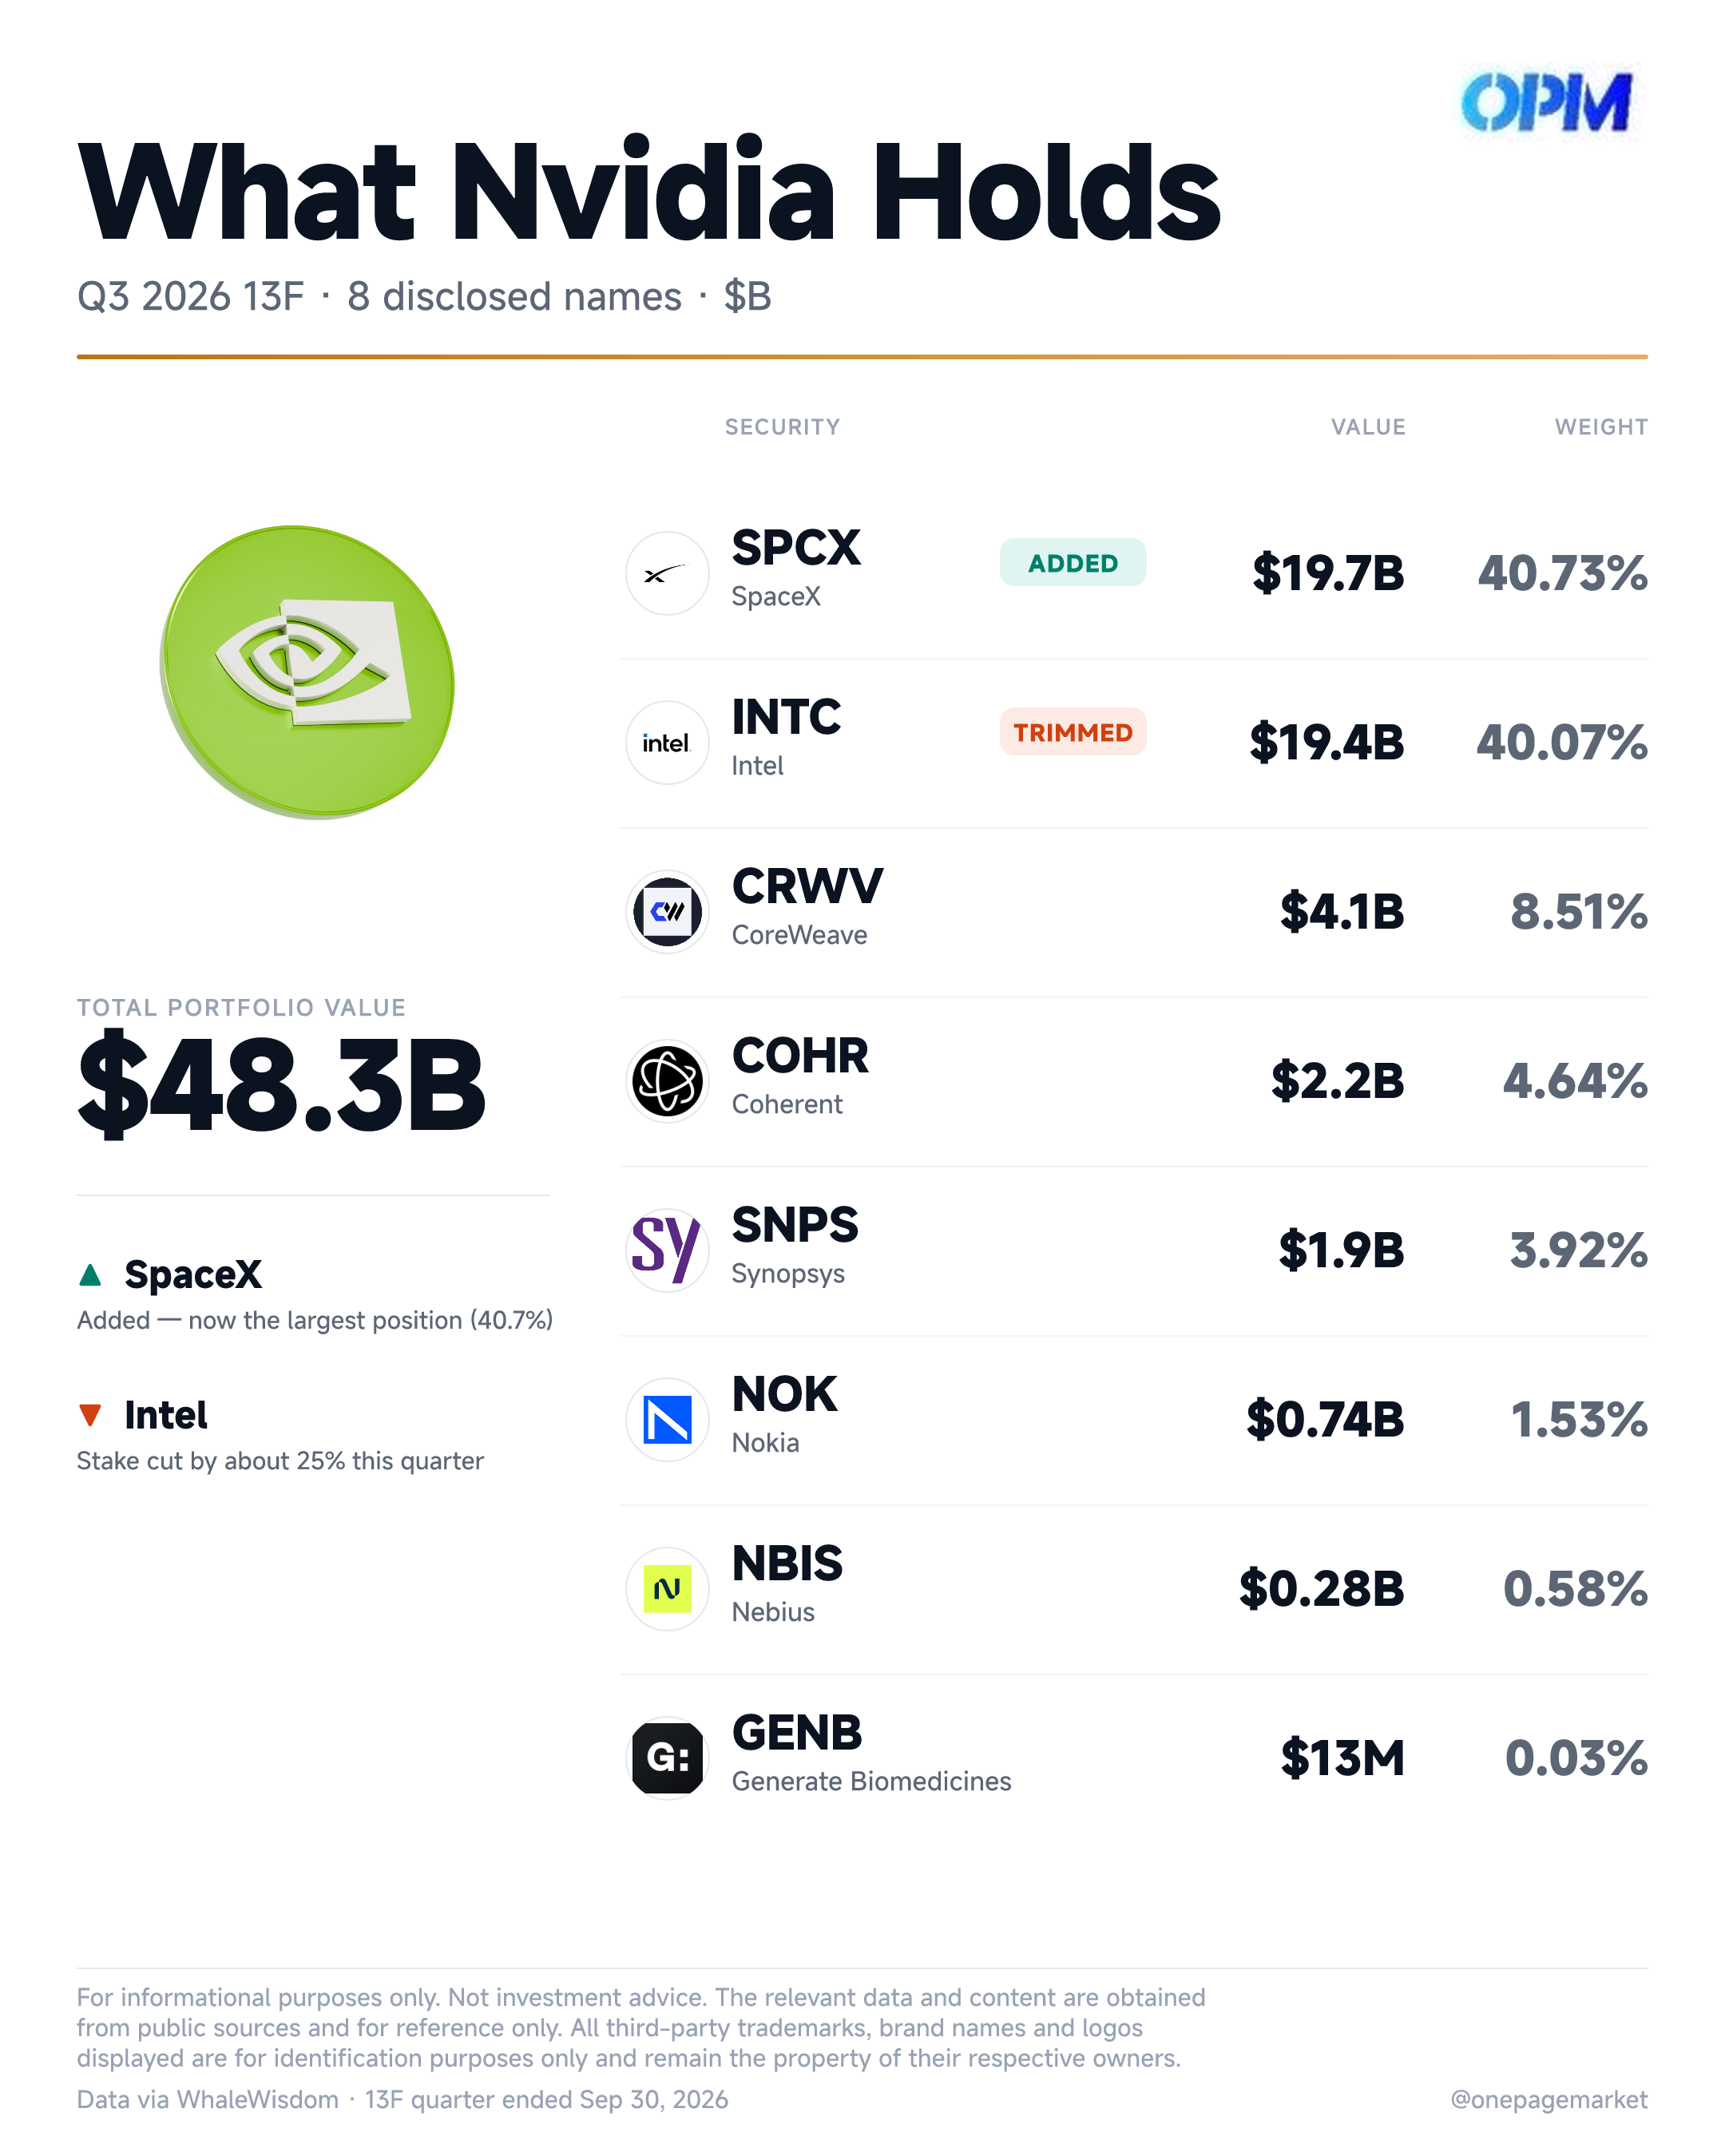 OPM
What Nvidia Holds
Q3 2026 13F · 8 disclosed names · $B
SECURITY VALUE WEIGHT
SPCX ADDED $19.7B 40.73%
SpaceX
intel INTC TRIMMED $19.4B 40.07%
Intel
CW CRWV $4.1B 8.51%
CoreWeave
COHR $2.2B 4.64%
Coherent
Sy SNPS $1.9B 3.92%
Synopsys
NOK $0.74B 1.53%
Nokia
N NBIS $0.28B 0.58%
Nebius
G: GENB $13M 0.03%
Generate Biomedicines
TOTAL PORTFOLIO VALUE
$48.3B
▲ SpaceX
Added — now the largest position (40.7%)
▼ Intel
Stake cut by about 25% this quarter
For informational purposes only. Not investment advice. The relevant data and content are obtained
from public sources and for reference only. All third-party trademarks, brand names and logos
displayed are for identification purposes only and remain the property of their respective owners.
Data via WhaleWisdom · 13F quarter ended Sep 30, 2026
@onepagemarket